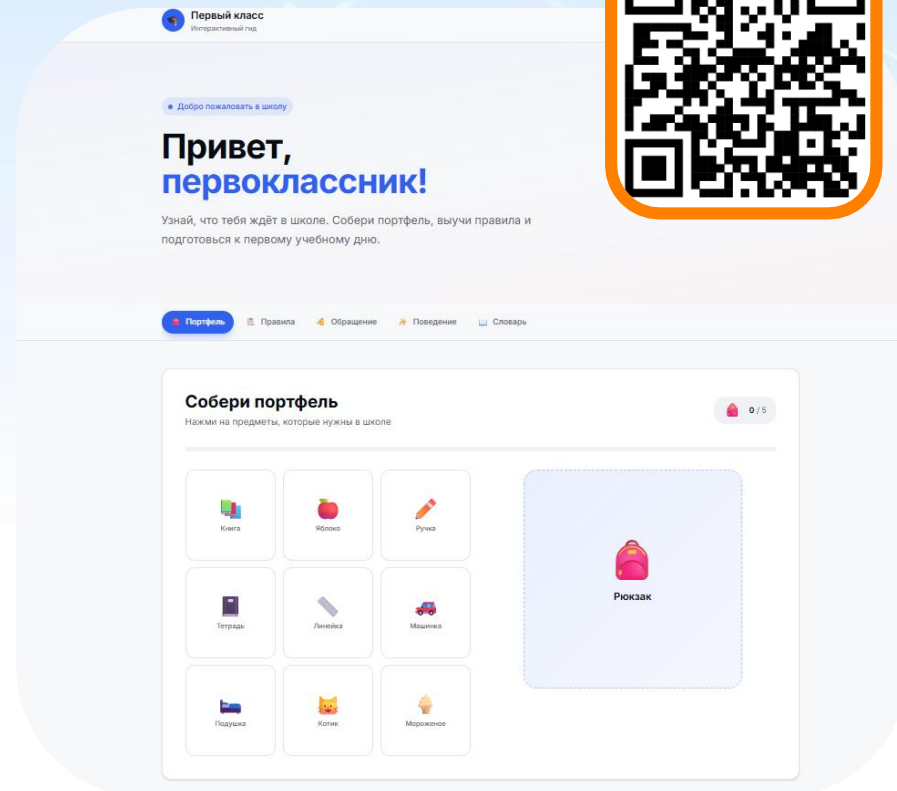 Первый класс
Интерактивный гид
Добро пожаловать в школу
Привет,
первоклассник!
Узнай, что тебя ждёт в школе. Собери портфель, выучи правила и
подготовься к первому учебному дню.
Портфель Правила Обращение Поведение Словарь
Собери портфель
Нажми на предметы, которые нужны в школе
0 / 5
Книга Яблоко Ручка
Рюкзак
Тетрадь Линейка Машинка
Подушка Котик Мороженое